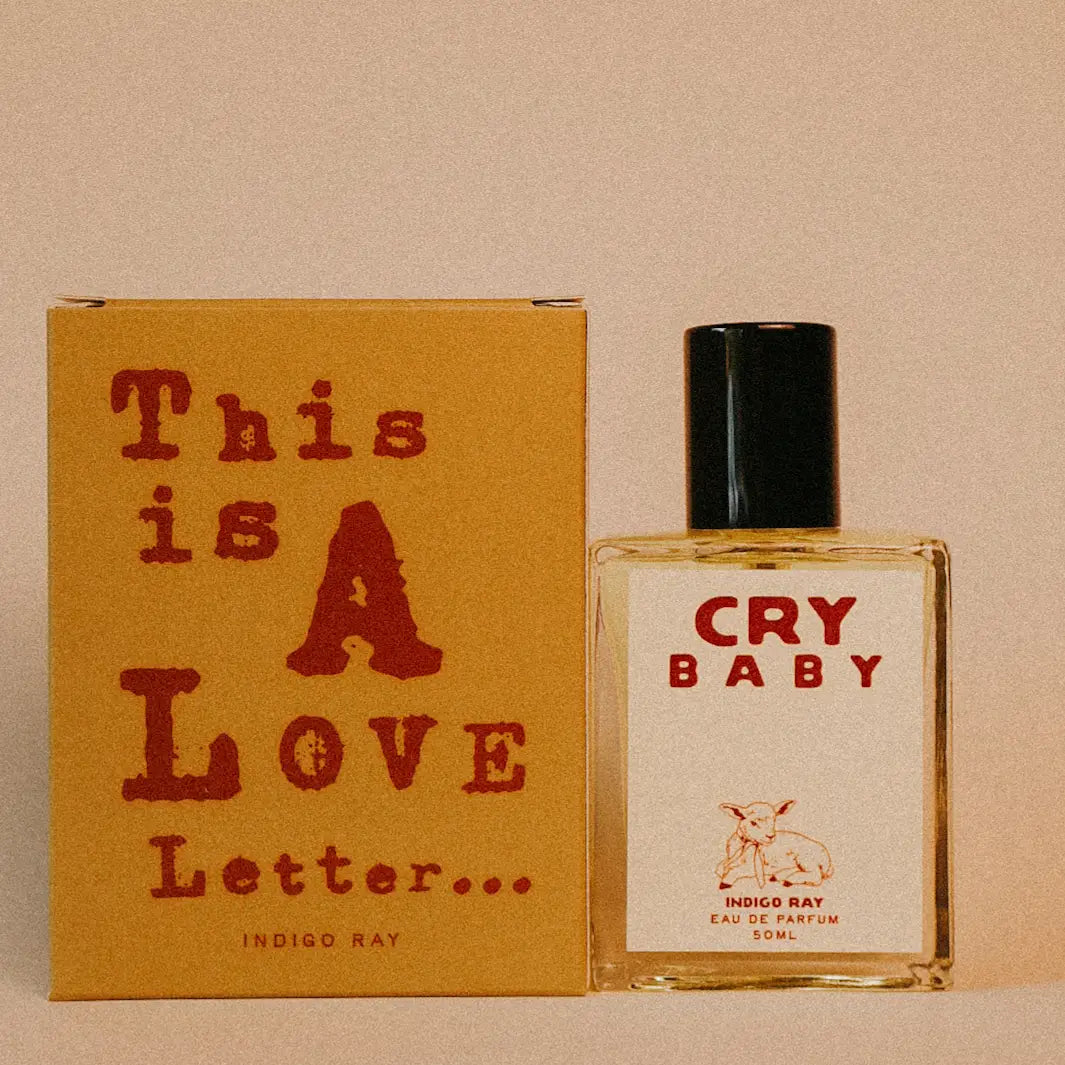 This
is A
Love
Letter...
INDIGO RAY
CRY
BABY
INDIGO RAY
EAU DE PARFUM
50ML